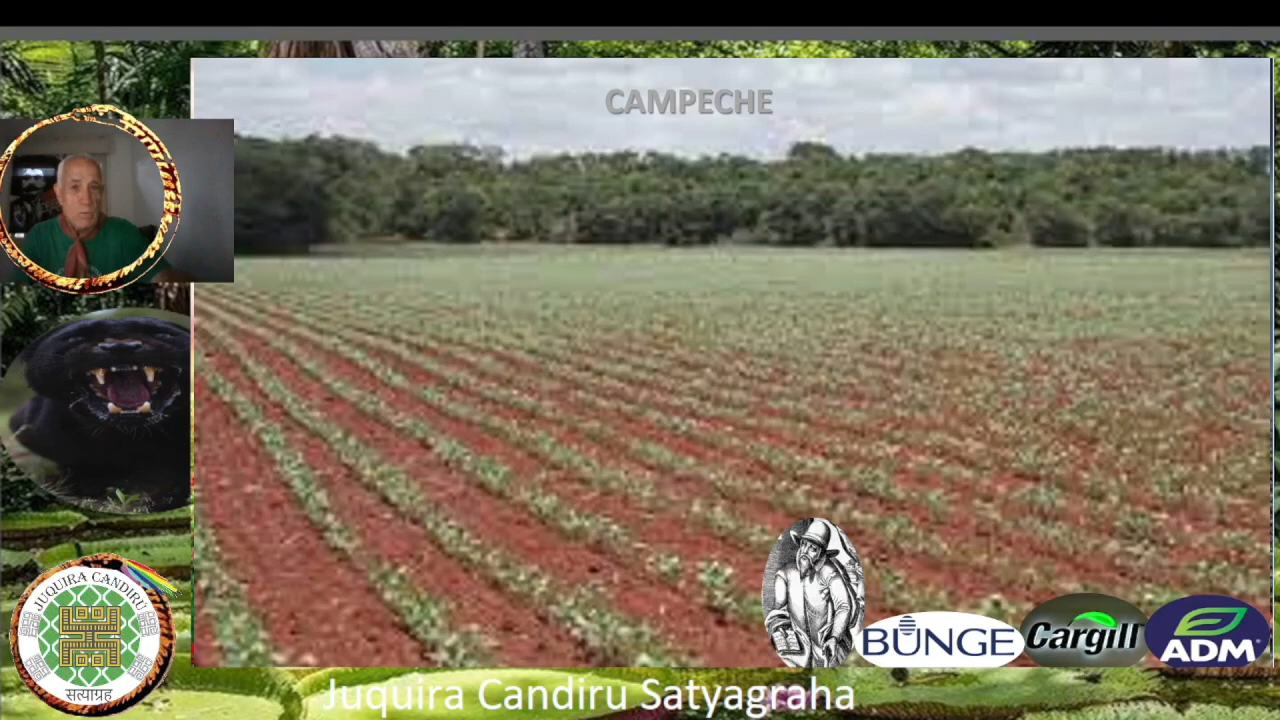 CAMPECHE
JUQUIRA CANDIRU
सत्याग्रह
BUNGE
Cargill
ADM
Juquira Candiru Satyagraha